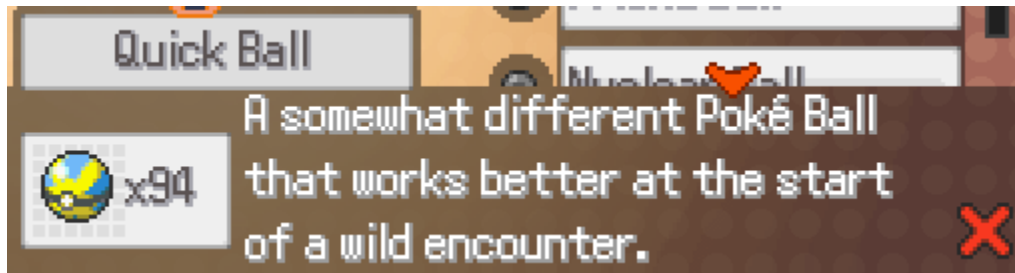 Quick Ball
x94
A somewhat different Poké Ball
that works better at the start
of a wild encounter.